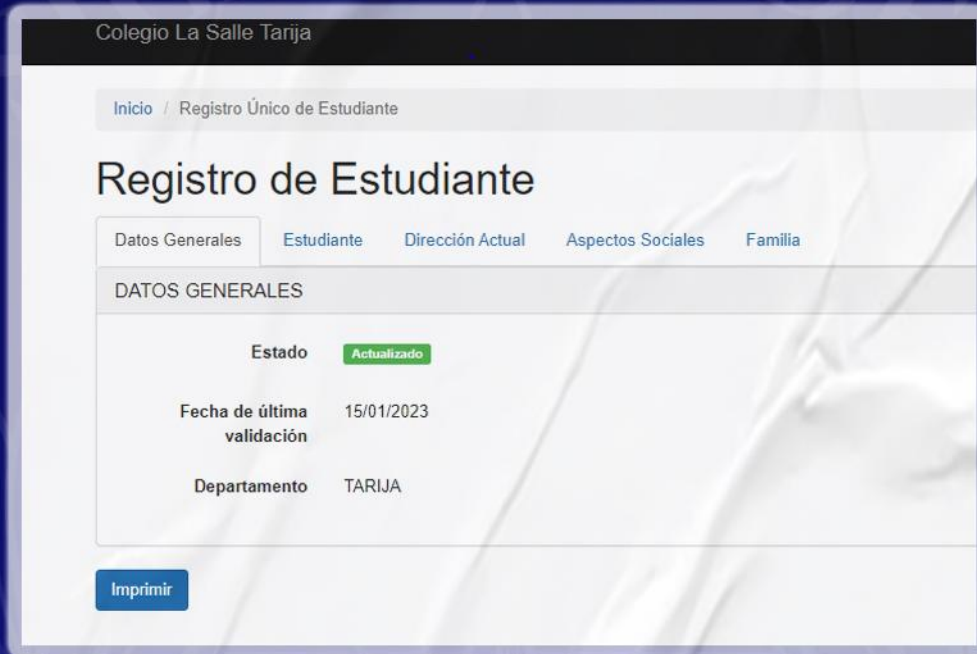 Colegio La Salle Tarija
Inicio / Registro Único de Estudiante
Registro de Estudiante
Datos Generales Estudiante Dirección Actual Aspectos Sociales Familia
DATOS GENERALES
Estado Actualizado
Fecha de última 15/01/2023
validación
Departamento TARIJA
Imprimir